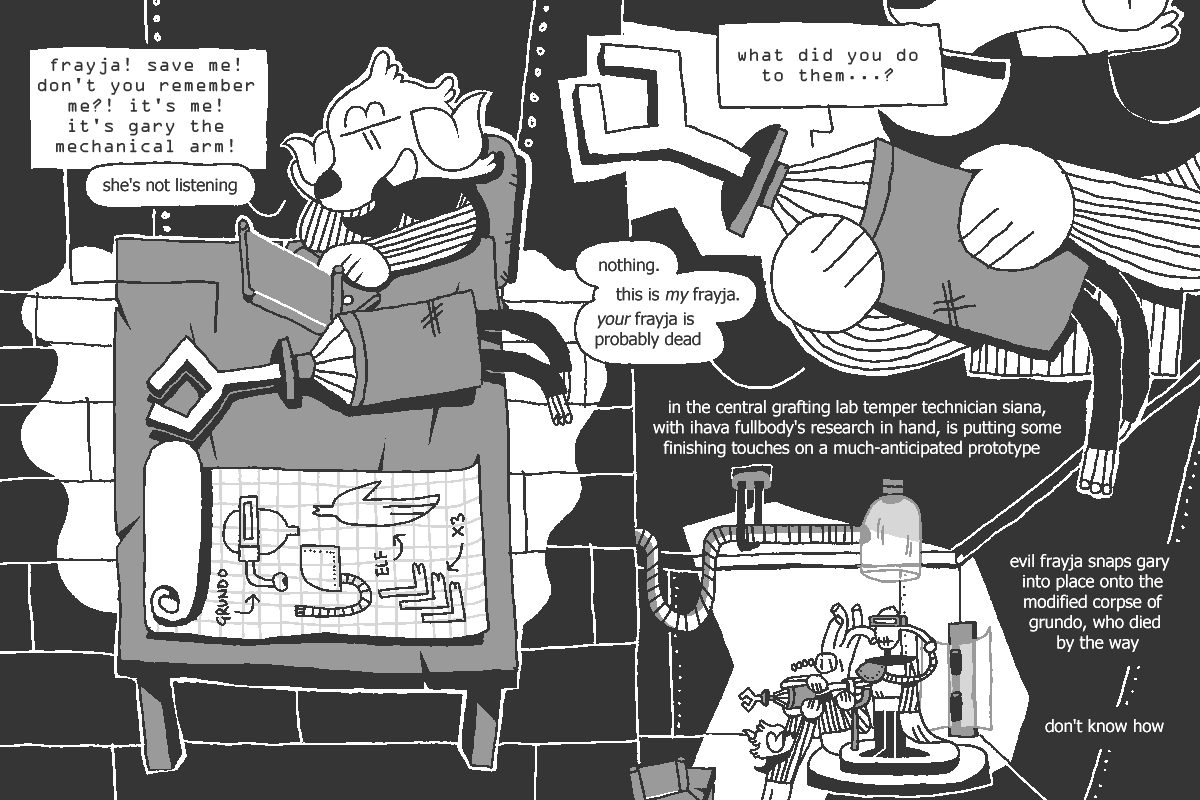 frayja! save me!
don't you remember
me?! it's me!
it's gary the
mechanical arm!
she's not listening
GRUNDO
ELF
X3
what did you do
to them...?
nothing.
this is my frayja.
your frayja is
probably dead
in the central grafting lab temper technician siana,
with ihava fullbody's research in hand, is putting some
finishing touches on a much-anticipated prototype
evil frayja snaps gary
into place onto the
modified corpse of
grundo, who died
by the way
don't know how